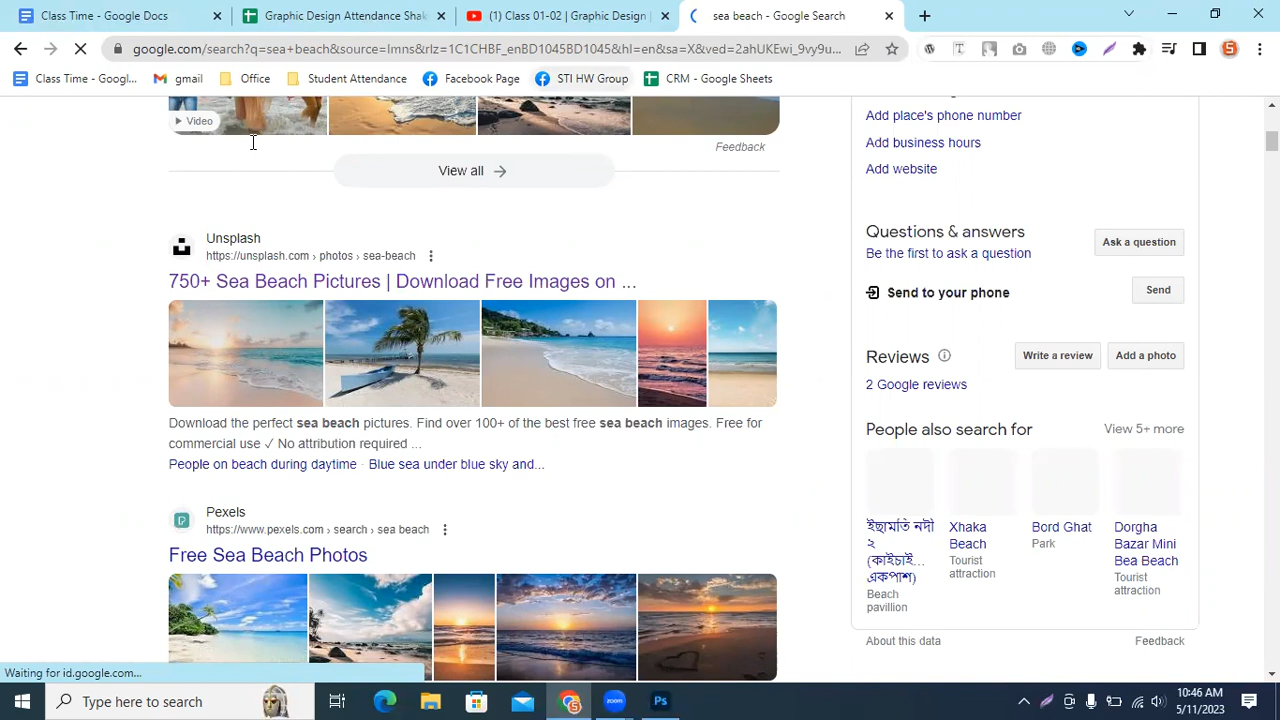 Class Time - Google Docs
Graphic Design Attendance Shak
(1) Class 01-02 | Graphic Design
sea beach - Google Search
google.com/search?q=sea+beach&source=lmns&rlz=1C1CHBF_enBD1045BD1045&hl=en&sa=X&ved=2ahUKEwi_9vy9u...
Class Time - Googl...
gmail
Office
Student Attendance
Facebook Page
STI HW Group
CRM - Google Sheets
Video
Feedback
View all
Unsplash
https://unsplash.com › photos › sea-beach
750+ Sea Beach Pictures | Download Free Images on ...
Download the perfect sea beach pictures. Find over 100+ of the best free sea beach images. Free for
commercial use ✓ No attribution required ...
People on beach during daytime · Blue sea under blue sky and...
Pexels
https://www.pexels.com › search › sea beach
Free Sea Beach Photos
Add place's phone number
Add business hours
Add website
Questions & answers
Be the first to ask a question
Ask a question
Send to your phone
Send
Reviews
Write a review
Add a photo
2 Google reviews
People also search for
View 5+ more
ইছামতি নদী
২
(কাইচাই...
একপাশ)
Beach
pavillion
Xhaka
Beach
Tourist
attraction
Bord Ghat
Park
Dorgha
Bazar Mini
Bea Beach
Tourist
attraction
About this data
Feedback
Waiting for id.google.com...
Type here to search
10:46 AM
5/11/2023